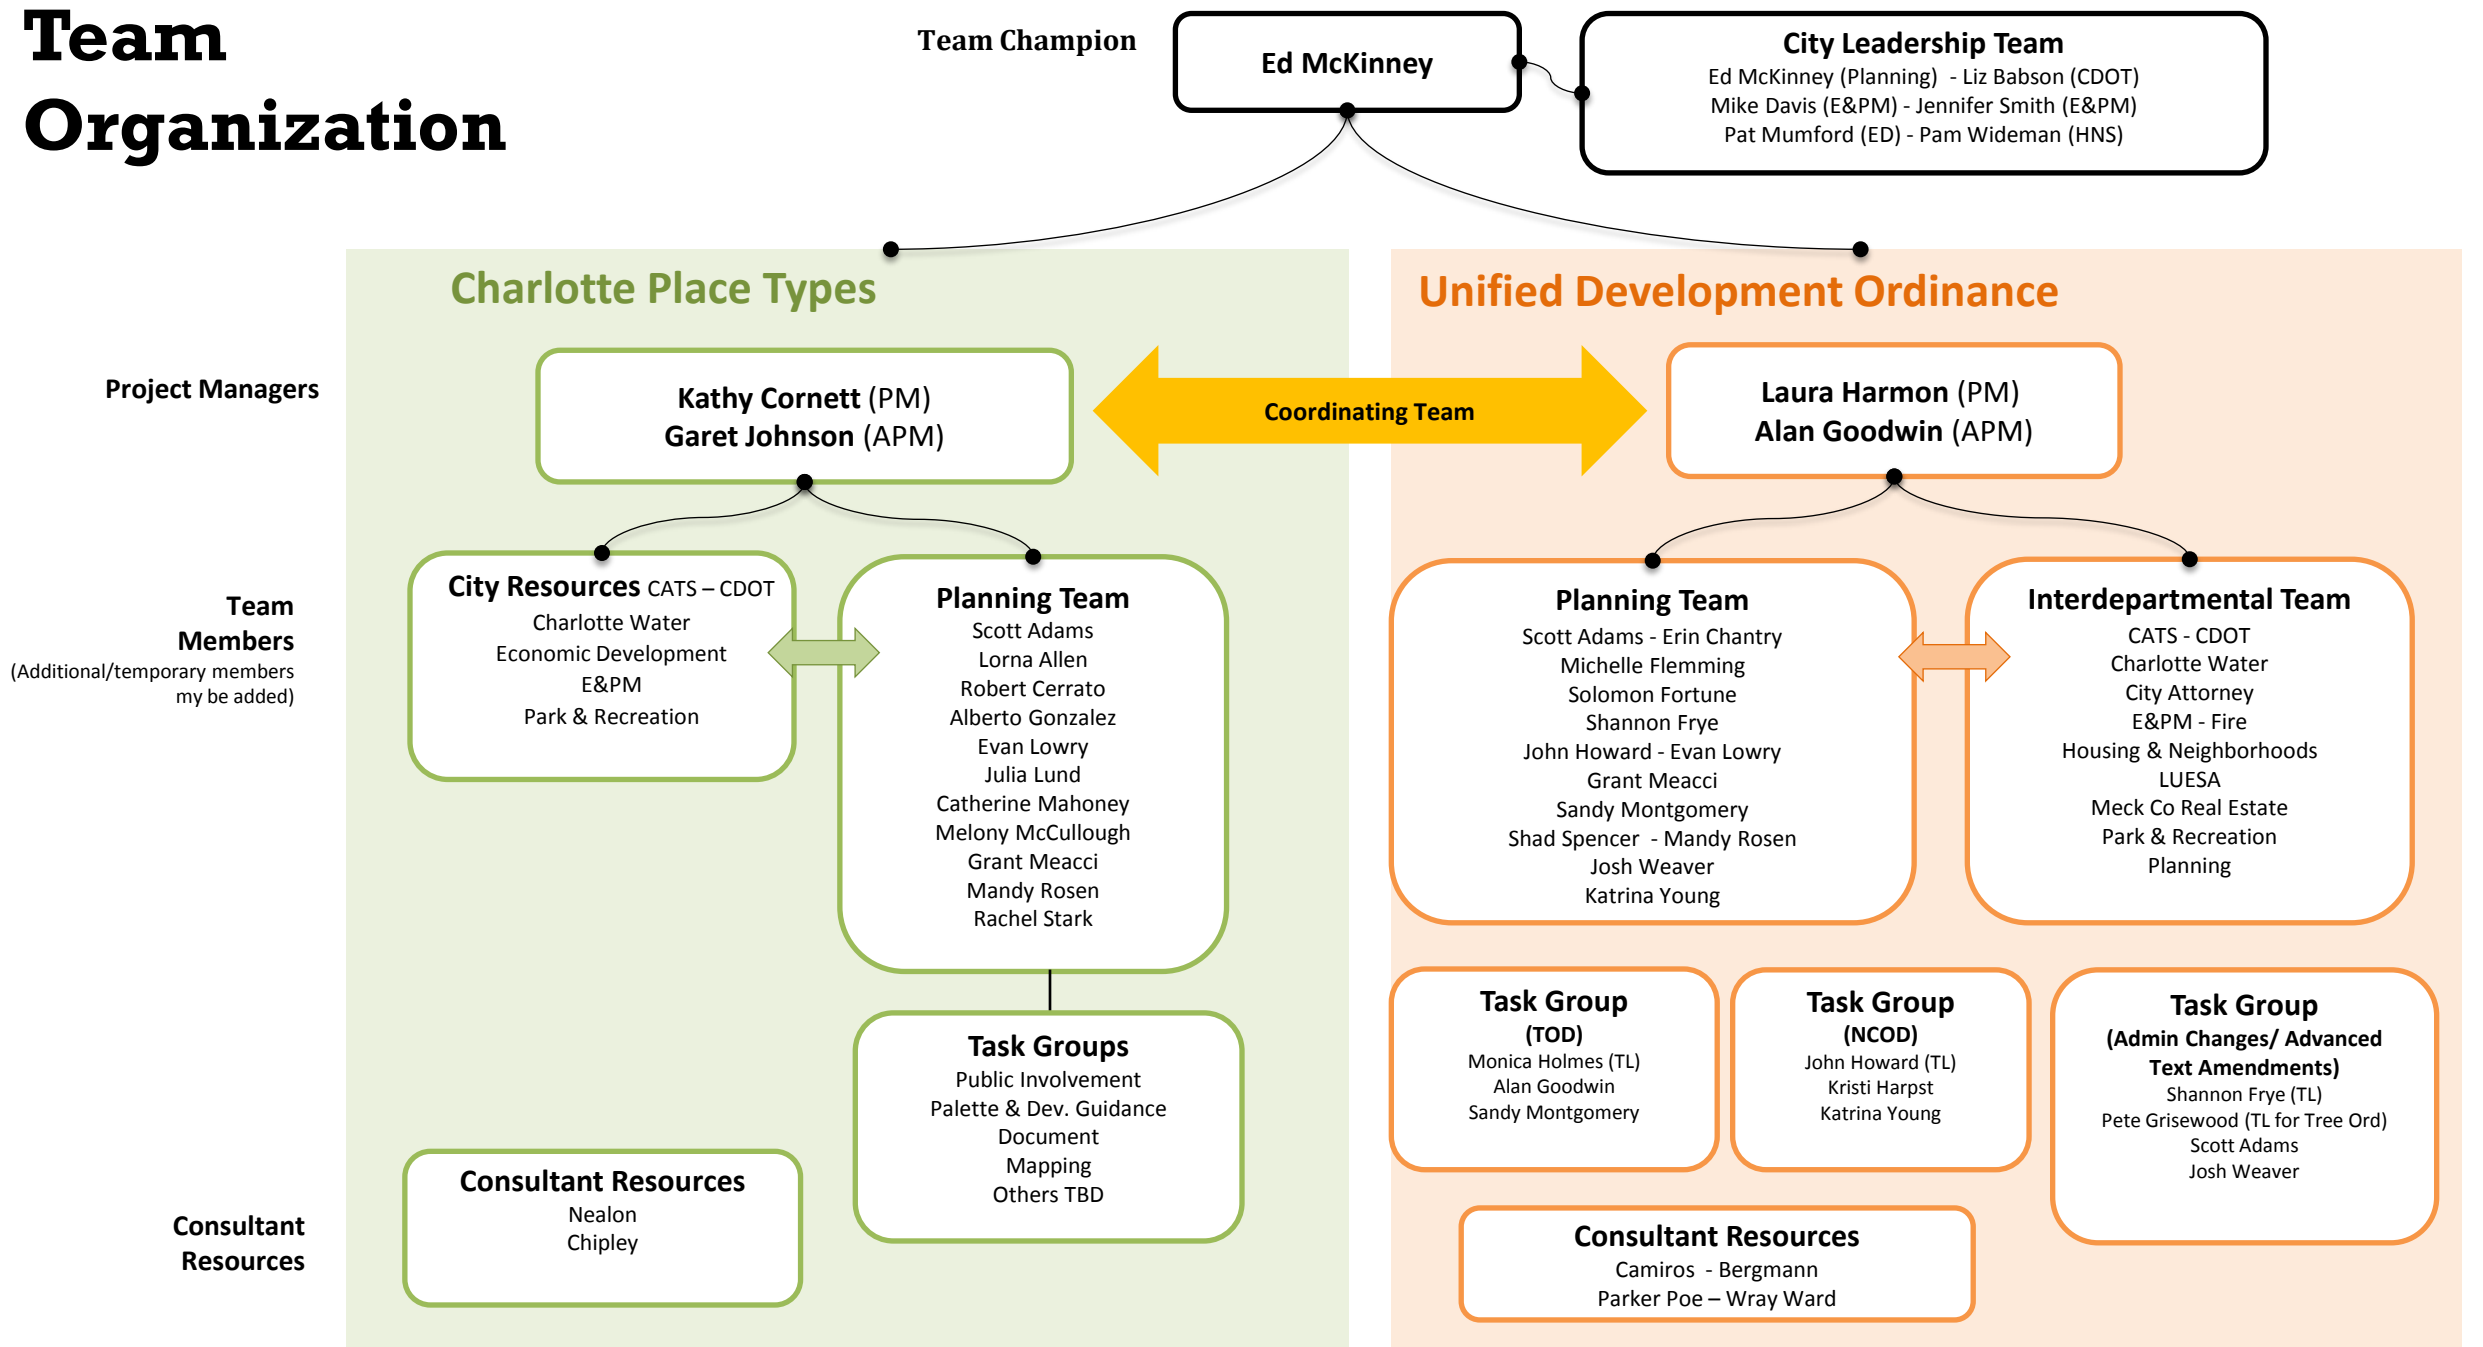 Team
Organization
Team Champion
Ed McKinney
City Leadership Team
Ed McKinney (Planning)  - Liz Babson (CDOT)
Mike Davis (E&PM) - Jennifer Smith (E&PM)
Pat Mumford (ED) - Pam Wideman (HNS)
Charlotte Place Types
Unified Development Ordinance
Project Managers
Kathy Cornett (PM)
Garet Johnson (APM)
Coordinating Team
Laura Harmon (PM)
Alan Goodwin (APM)
Team
Members
(Additional/temporary members
my be added)
City Resources CATS – CDOT
Charlotte Water
Economic Development
E&PM
Park & Recreation
Planning Team
Scott Adams
Lorna Allen
Robert Cerrato
Alberto Gonzalez
Evan Lowry
Julia Lund
Catherine Mahoney
Melony McCullough
Grant Meacci
Mandy Rosen
Rachel Stark
Planning Team
Scott Adams - Erin Chantry
Michelle Flemming
Solomon Fortune
Shannon Frye
John Howard - Evan Lowry
Grant Meacci
Sandy Montgomery
Shad Spencer  - Mandy Rosen
Josh Weaver
Katrina Young
Interdepartmental Team
CATS - CDOT
Charlotte Water
City Attorney
E&PM - Fire
Housing & Neighborhoods
LUESA
Meck Co Real Estate
Park & Recreation
Planning
Task Groups
Public Involvement
Palette & Dev. Guidance
Document
Mapping
Others TBD
Task Group
(TOD)
Monica Holmes (TL)
Alan Goodwin
Sandy Montgomery
Task Group
(NCOD)
John Howard (TL)
Kristi Harpst
Katrina Young
Task Group
(Admin Changes/ Advanced
Text Amendments)
Shannon Frye (TL)
Pete Grisewood (TL for Tree Ord)
Scott Adams
Josh Weaver
Consultant
Resources
Consultant Resources
Nealon
Chipley
Consultant Resources
Camiros  - Bergmann
Parker Poe – Wray Ward